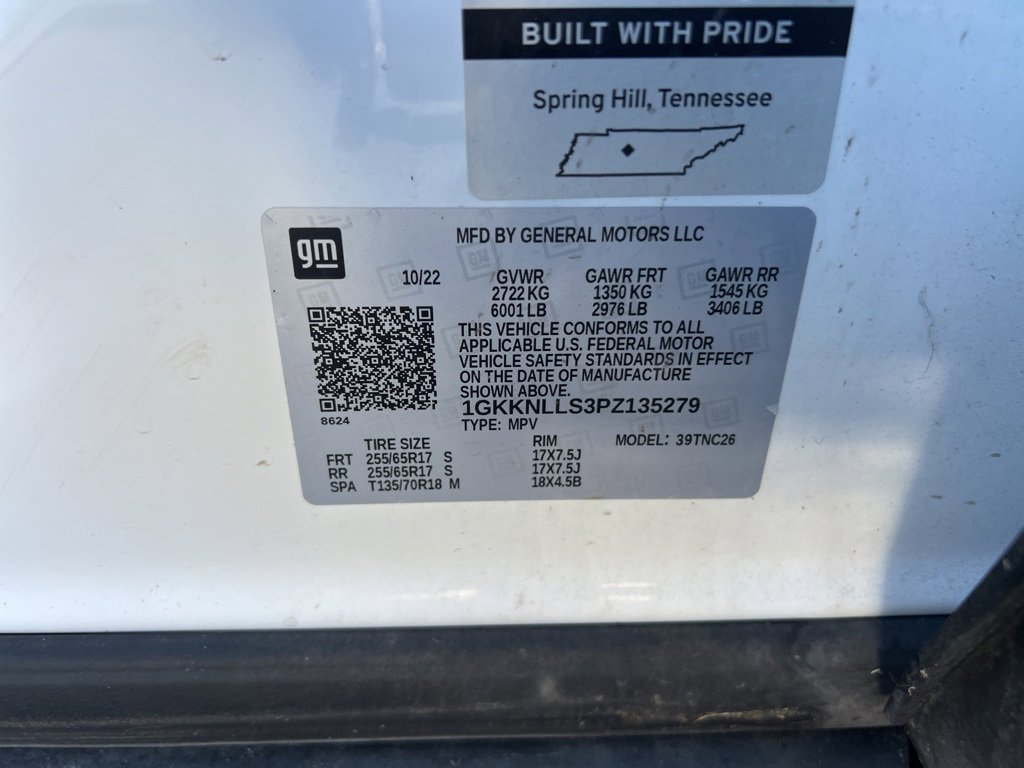 BUILT WITH PRIDE
Spring Hill, Tennessee
gm
MFD BY GENERAL MOTORS LLC
10/22 GVWR GAWR FRT GAWR RR
2722 KG 1350 KG 1545 KG
6001 LB 2976 LB 3406 LB
THIS VEHICLE CONFORMS TO ALL
APPLICABLE U.S. FEDERAL MOTOR
VEHICLE SAFETY STANDARDS IN EFFECT
ON THE DATE OF MANUFACTURE
SHOWN ABOVE.
1GKKNLLS3PZ135279
8624
TYPE: MPV
TIRE SIZE RIM MODEL: 39TNC26
FRT 255/65R17 S 17X7.5J
RR 255/65R17 S 17X7.5J
SPA T135/70R18 M 18X4.5B